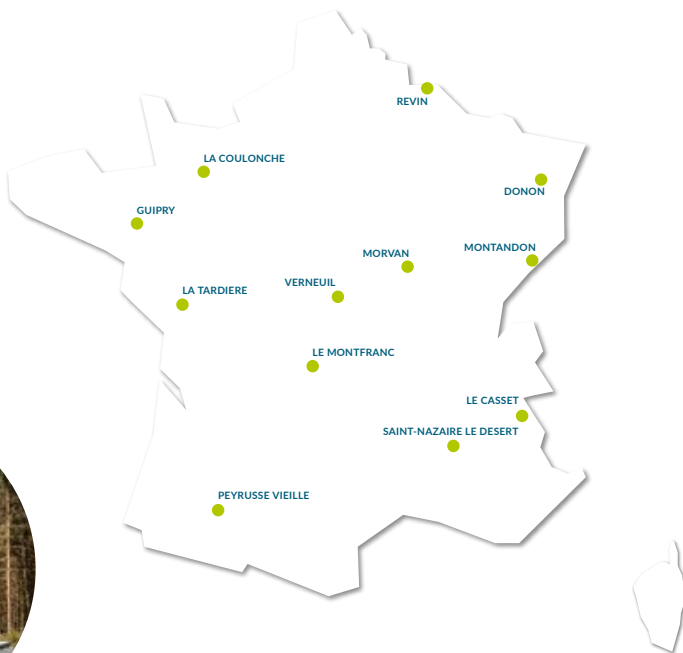 REVIN
LA COULONCHE
DONON
GUIPRY
MONTANDON
MORVAN
VERNEUIL
LA TARDIERE
LE MONTFRANC
LE CASSET
SAINT-NAZAIRE LE DESERT
PEYRUSSE VIEILLE